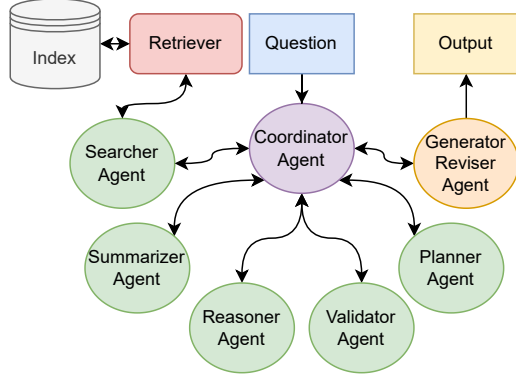 Index
Retriever
Question
Output
Searcher
Agent
Coordinator
Agent
Generator
Reviser
Agent
Summarizer
Agent
Planner
Agent
Reasoner
Agent
Validator
Agent